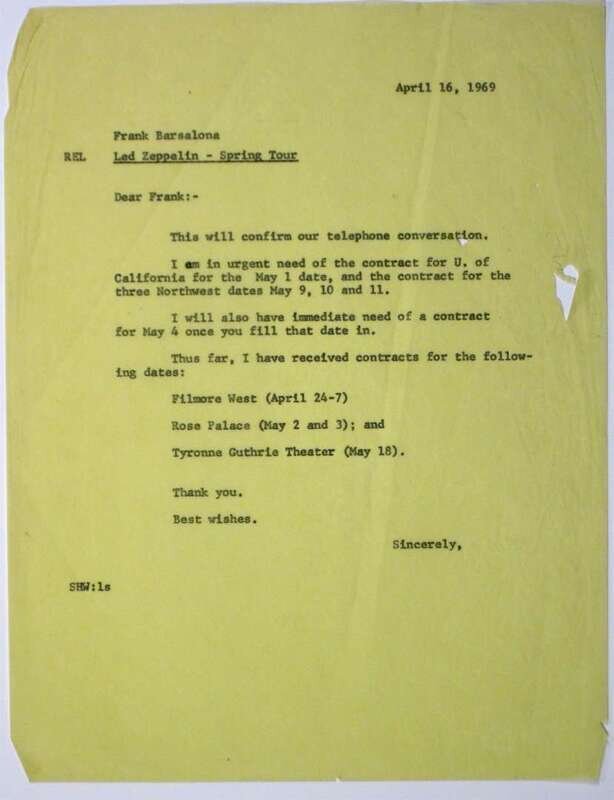 April 16, 1969
Frank Barsalona
REL Led Zeppelin - Spring Tour
Dear Frank:-
This will confirm our telephone conversation.
I am in urgent need of the contract for U. of
California for the May 1 date, and the contract for the
three Northwest dates May 9, 10 and 11.
I will also have immediate need of a contract
for May 4 once you fill that date in.
Thus far, I have received contracts for the follow-
ing dates:
Filmore West (April 24-7)
Rose Palace (May 2 and 3); and
Tyronne Guthrie Theater (May 18).
Thank you.
Best wishes.
Sincerely,
SHW:ls